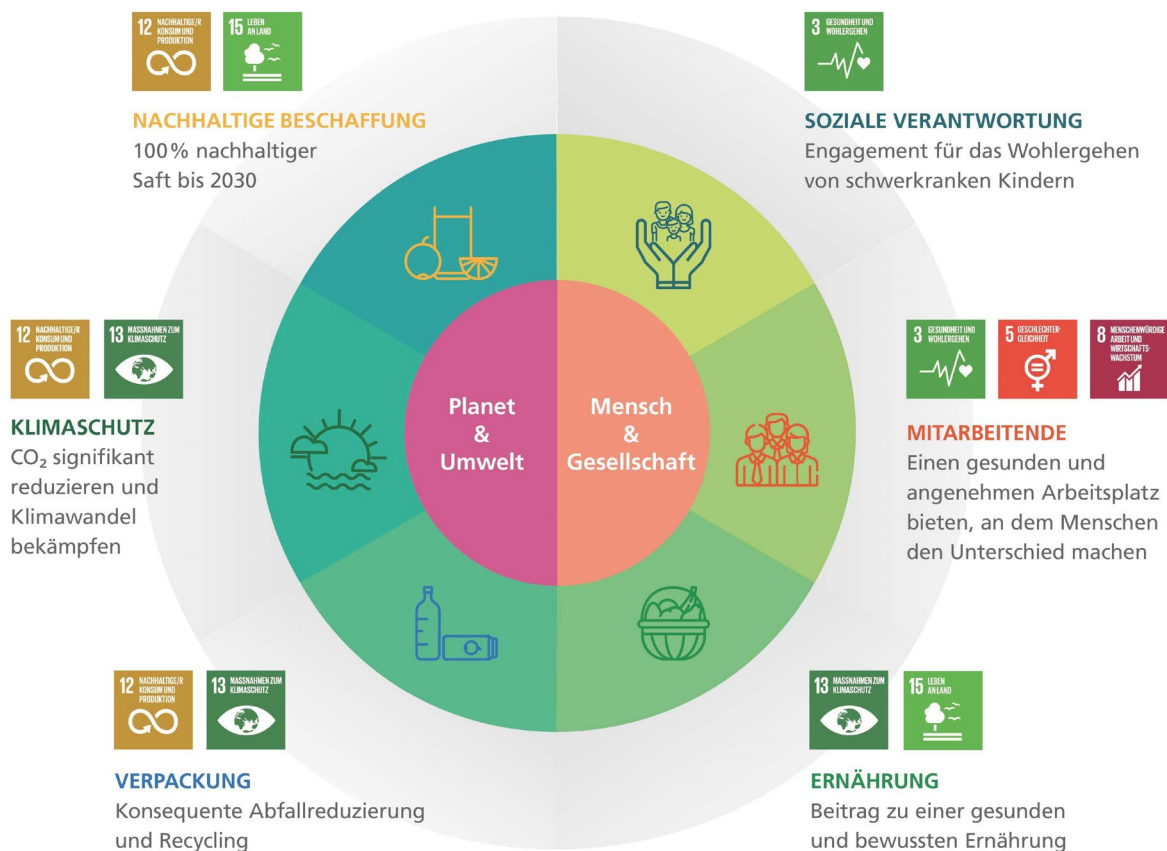 12 NACHHALTIGE/R
KONSUM UND
PRODUKTION
15 LEBEN
AN LAND
NACHHALTIGE BESCHAFFUNG
100% nachhaltiger
Saft bis 2030
3 GESUNDHEIT UND
WOHLERGEHEN
SOZIALE VERANTWORTUNG
Engagement für das Wohlergehen
von schwerkranken Kindern
12 NACHHALTIGE/R
KONSUM UND
PRODUKTION
13 MASSNAHMEN ZUM
KLIMASCHUTZ
KLIMASCHUTZ
CO₂ signifikant
reduzieren und
Klimawandel
bekämpfen
Planet
&
Umwelt
Mensch
&
Gesellschaft
3 GESUNDHEIT UND
WOHLERGEHEN
5 GESCHLECHTER-
GLEICHHEIT
8 MENSCHENWÜRDIGE
ARBEIT UND
WIRTSCHAFTS-
WACHSTUM
MITARBEITENDE
Einen gesunden und
angenehmen Arbeitsplatz
bieten, an dem Menschen
den Unterschied machen
12 NACHHALTIGE/R
KONSUM UND
PRODUKTION
13 MASSNAHMEN ZUM
KLIMASCHUTZ
VERPACKUNG
Konsequente Abfallreduzierung
und Recycling
13 MASSNAHMEN ZUM
KLIMASCHUTZ
15 LEBEN
AN LAND
ERNÄHRUNG
Beitrag zu einer gesunden
und bewussten Ernährung